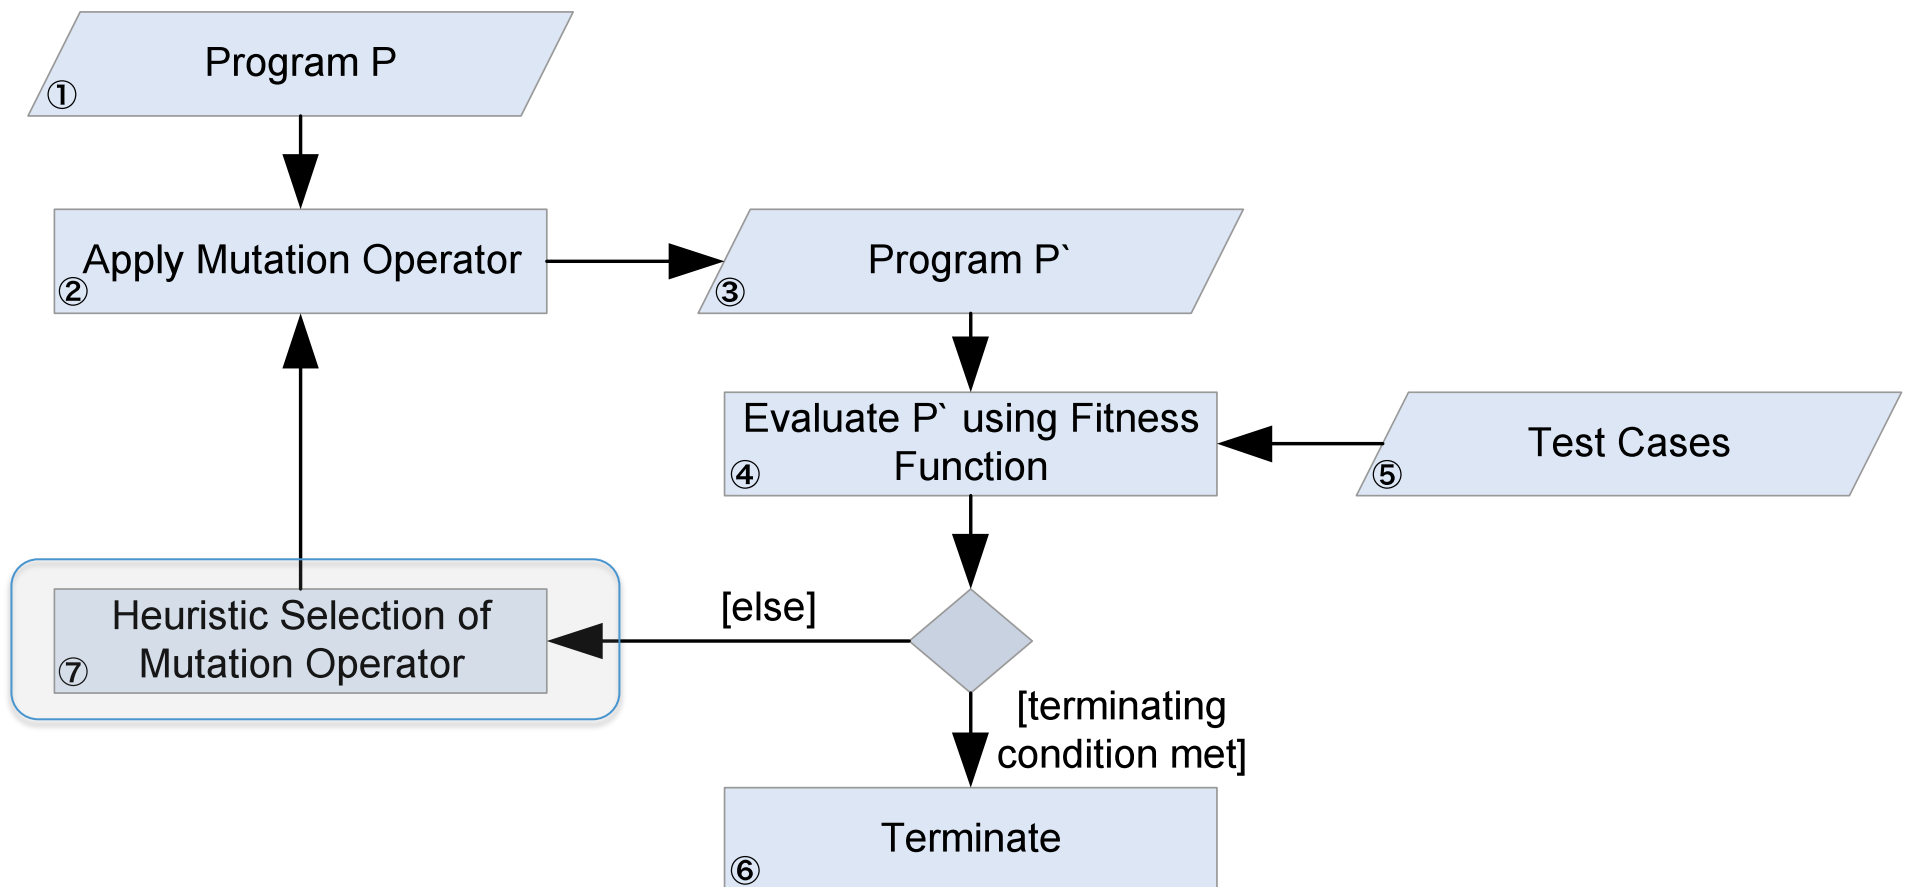 Program P
①
Apply Mutation Operator
②
Program P`
③
Evaluate P` using Fitness
Function
④
Test Cases
⑤
[else]
Heuristic Selection of
Mutation Operator
⑦
[terminating
condition met]
Terminate
⑥